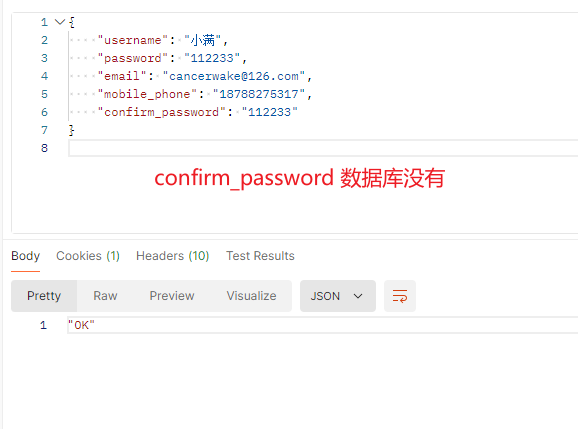 1 {
2 "username": "小满",
3 "password": "112233",
4 "email": "cancerwake@126.com",
5 "mobile_phone": "18788275317",
6 "confirm_password": "112233"
7 }
8
confirm_password 数据库没有
Body Cookies (1) Headers (10) Test Results
Pretty Raw Preview Visualize JSON
1 "OK"